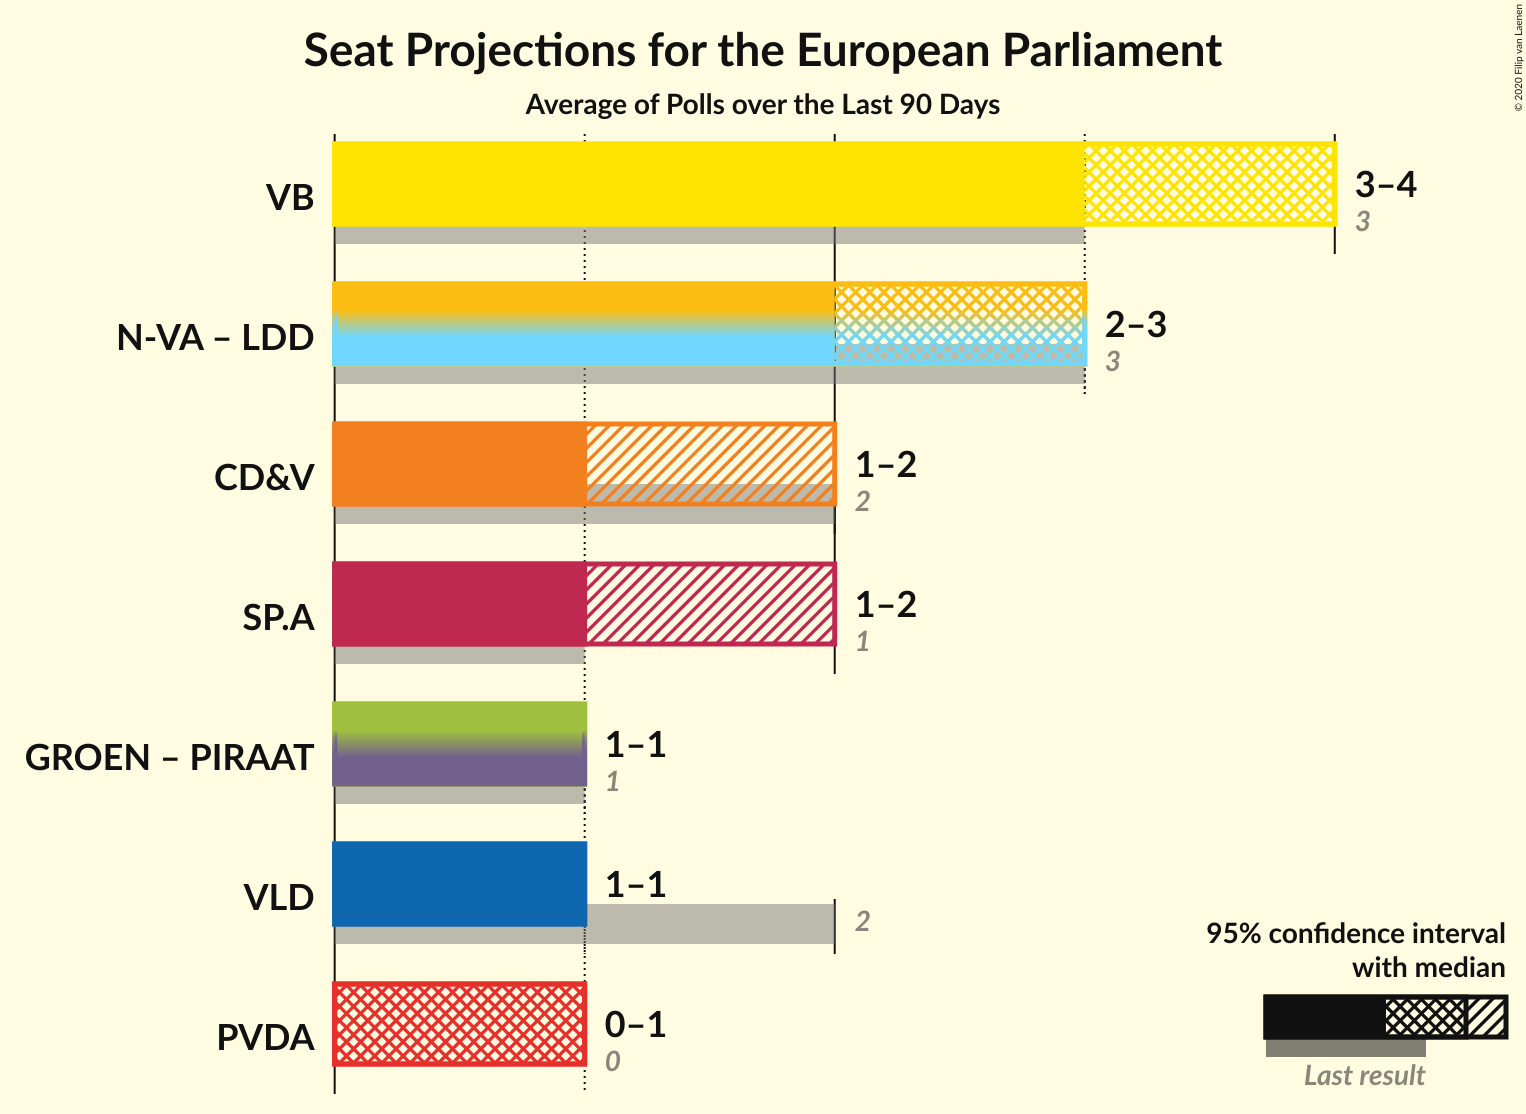 Seat Projections for the European Parliament
Average of Polls over the Last 90 Days
© 2020 Filip van Laenen
VB
3–4
3
N-VA – LDD
2–3
3
CD&V
1–2
2
SP.A
1–2
1
GROEN – PIRAAT
1–1
1
VLD
1–1
2
PVDA
0–1
0
95% confidence interval
with median
Last result